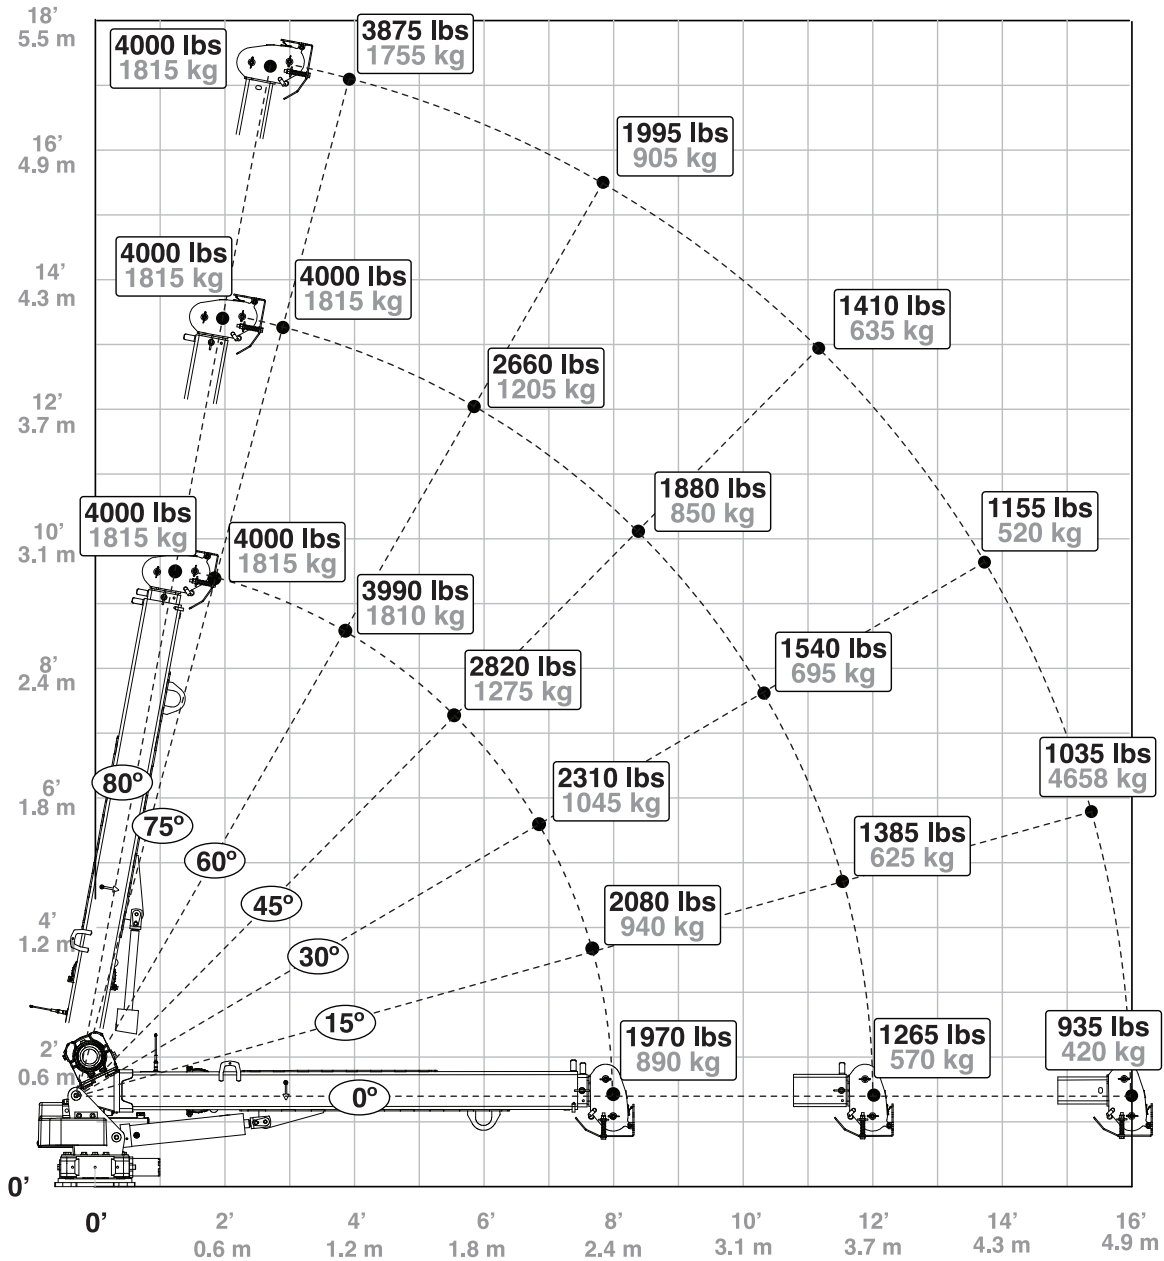 18’
5.5 m
4000 lbs
1815 kg
3875 lbs
1755 kg
16’
4.9 m
1995 lbs
905 kg
14’
4.3 m
4000 lbs
1815 kg
4000 lbs
1815 kg
1410 lbs
635 kg
12’
3.7 m
2660 lbs
1205 kg
10’
3.1 m
4000 lbs
1815 kg
4000 lbs
1815 kg
1880 lbs
850 kg
1155 lbs
520 kg
3990 lbs
1810 kg
8’
2.4 m
2820 lbs
1275 kg
1540 lbs
695 kg
6’
1.8 m
80º
75º
60º
45º
30º
15º
0º
2310 lbs
1045 kg
1035 lbs
4658 kg
4’
1.2 m
2080 lbs
940 kg
1385 lbs
625 kg
2’
0.6 m
1970 lbs
890 kg
1265 lbs
570 kg
935 lbs
420 kg
0’
0’
2’
0.6 m
4’
1.2 m
6’
1.8 m
8’
2.4 m
10’
3.1 m
12’
3.7 m
14’
4.3 m
16’
4.9 m